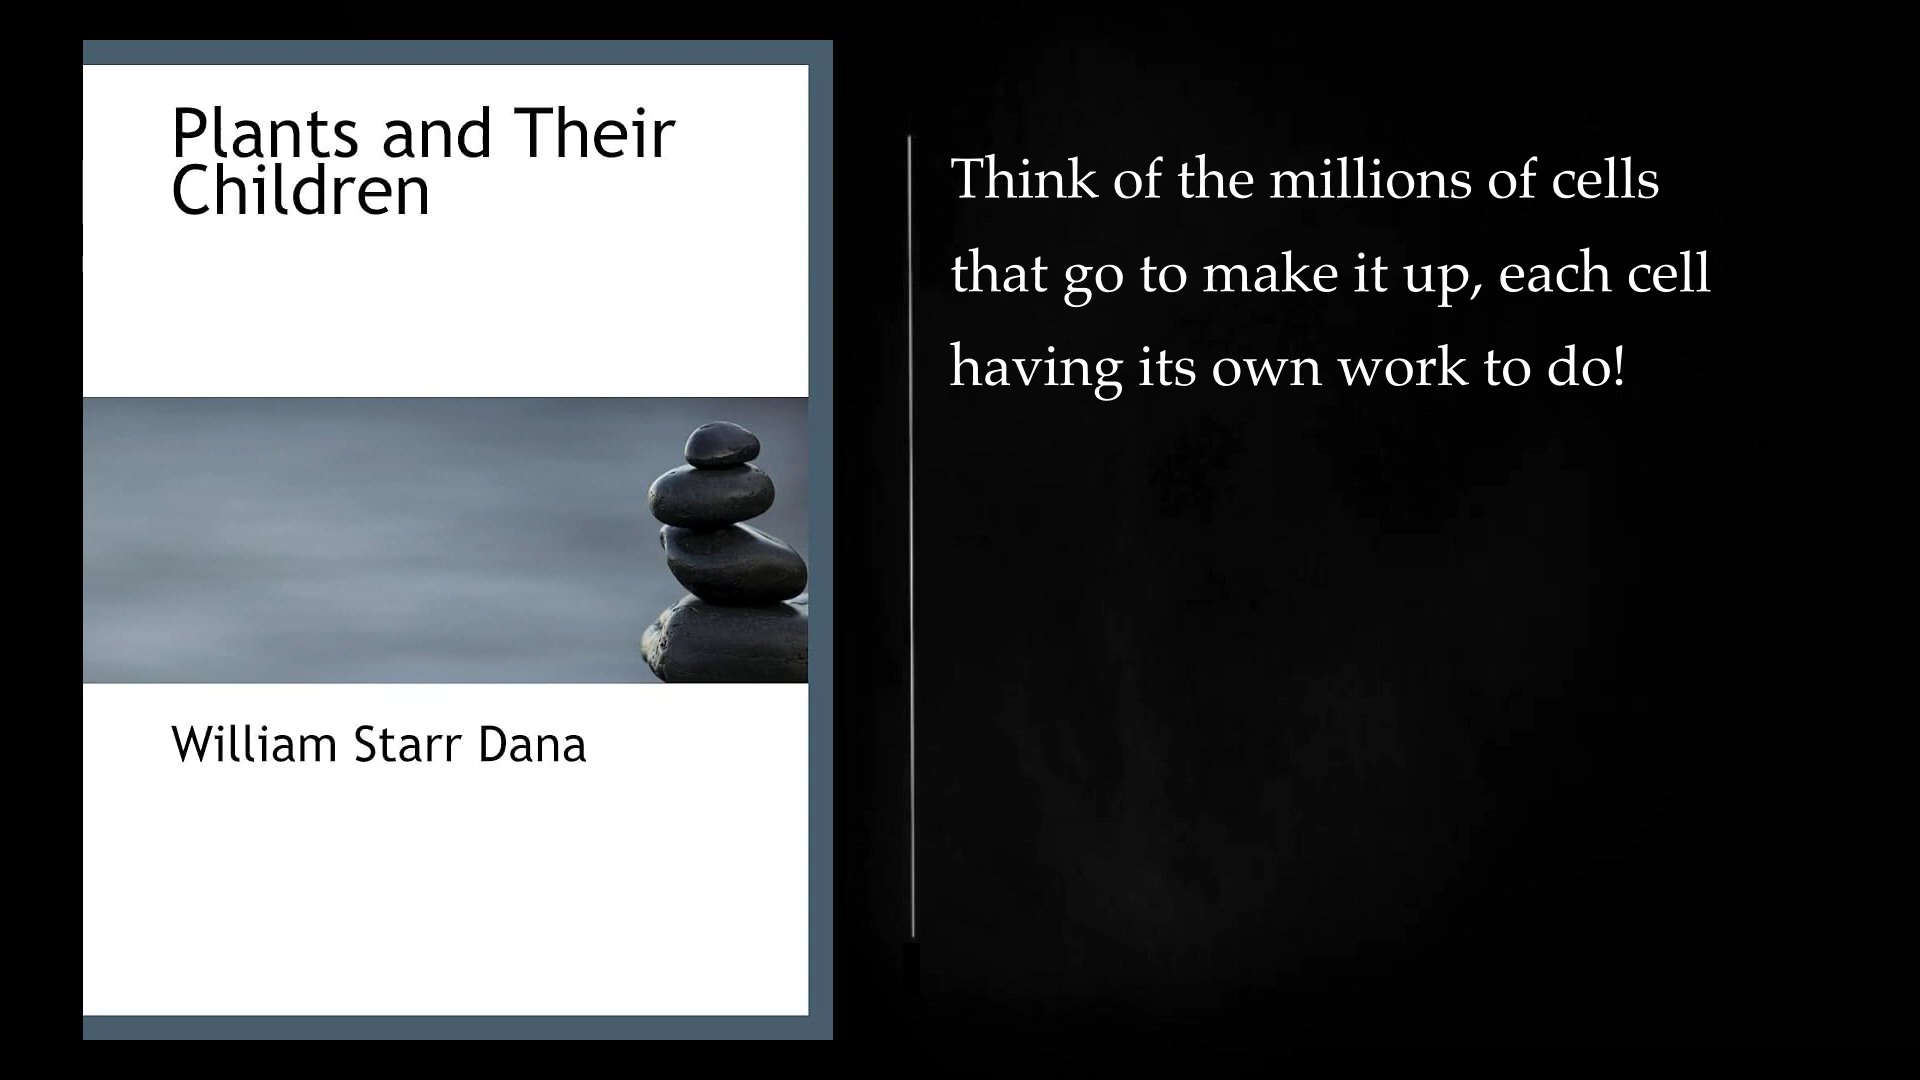 Plants and Their
Children
William Starr Dana
Think of the millions of cells
that go to make it up, each cell
having its own work to do!